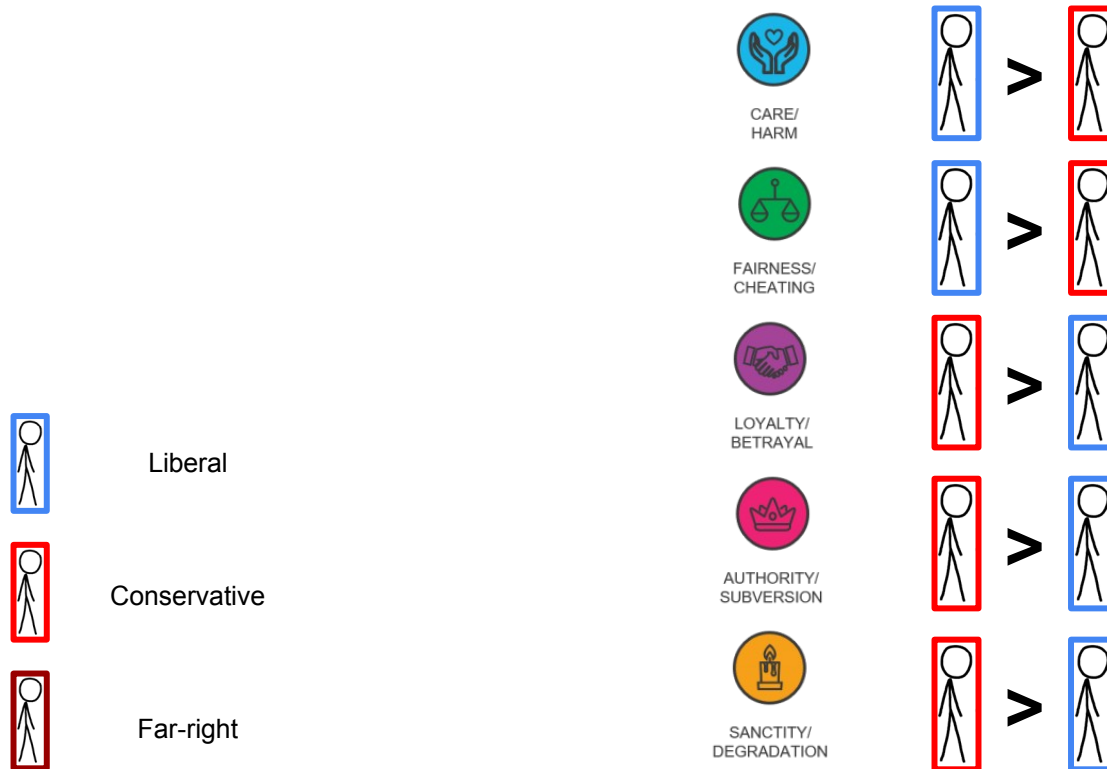 CARE/
HARM
>
FAIRNESS/
CHEATING
>
LOYALTY/
BETRAYAL
>
AUTHORITY/
SUBVERSION
>
SANCTITY/
DEGRADATION
>
Liberal
Conservative
Far-right